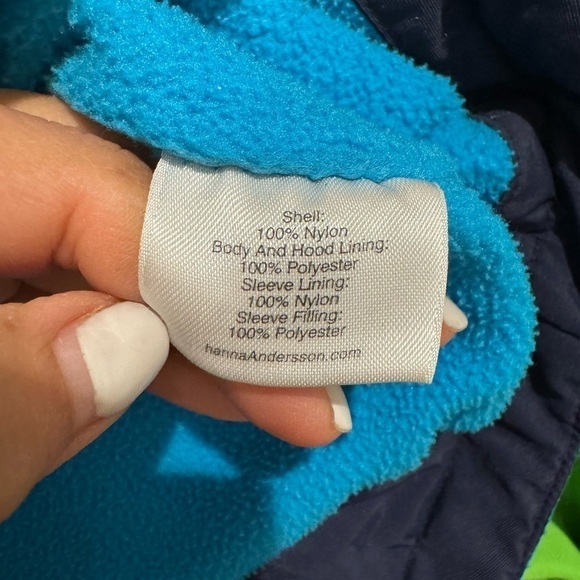 Shell:
100% Nylon
Body And Hood Lining:
100% Polyester
Sleeve Lining:
100% Nylon
Sleeve Filling:
100% Polyester
hannaAndersson.com